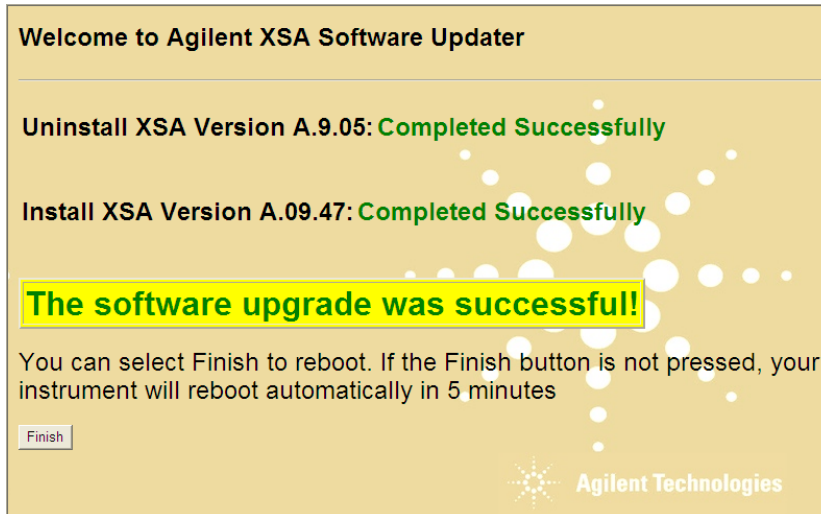 Welcome to Agilent XSA Software Updater
Uninstall XSA Version A.9.05: Completed Successfully
Install XSA Version A.09.47: Completed Successfully
The software upgrade was successful!
You can select Finish to reboot. If the Finish button is not pressed, your
instrument will reboot automatically in 5 minutes
Finish
Agilent Technologies